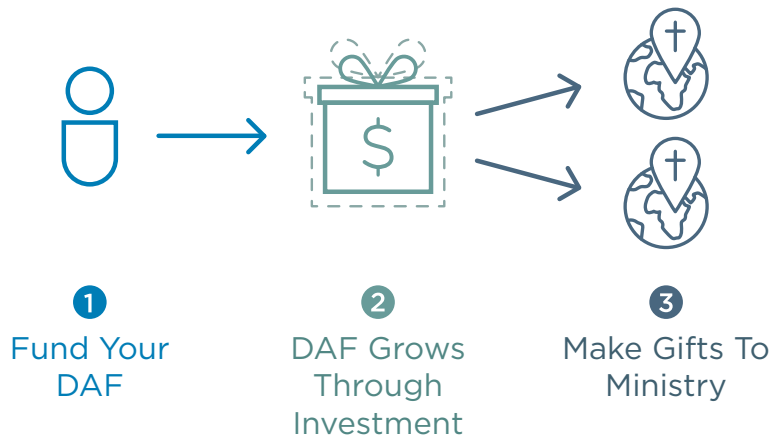 $
1
Fund Your
DAF
2
DAF Grows
Through
Investment
3
Make Gifts To
Ministry